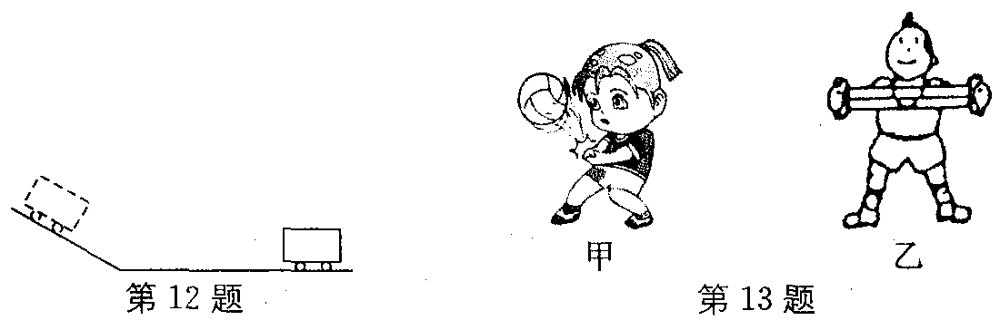 甲
乙
第 12 题
第 13 题